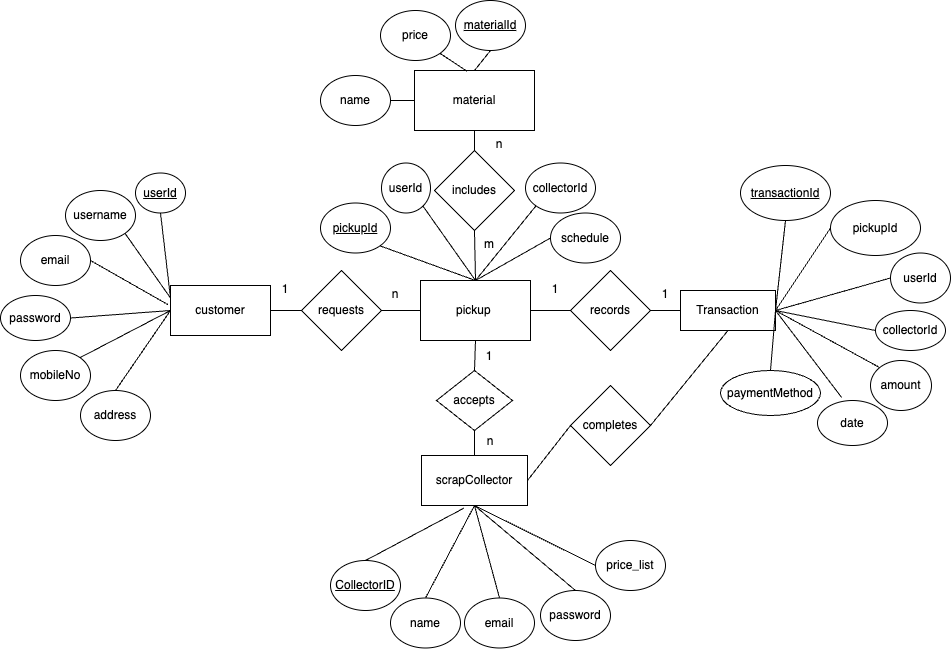 materialId
price
name
material
n
includes
userId
collectorId
pickupId
schedule
m
userId
username
email
password
mobileNo
address
customer
1
requests
n
pickup
1
records
1
Transaction
transactionId
pickupId
userId
collectorId
amount
date
paymentMethod
1
accepts
n
completes
scrapCollector
CollectorID
name
email
password
price_list